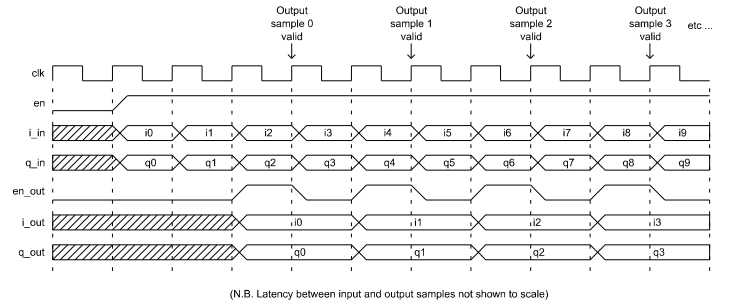 Output sample 0 valid
Output sample 1 valid
Output sample 2 valid
Output sample 3 valid
etc ...
clk
en
i_in i0 i1 i2 i3 i4 i5 i6 i7 i8 i9
q_in q0 q1 q2 q3 q4 q5 q6 q7 q8 q9
en_out
i_out i0 i1 i2 i3
q_out q0 q1 q2 q3
(N.B. Latency between input and output samples not shown to scale)